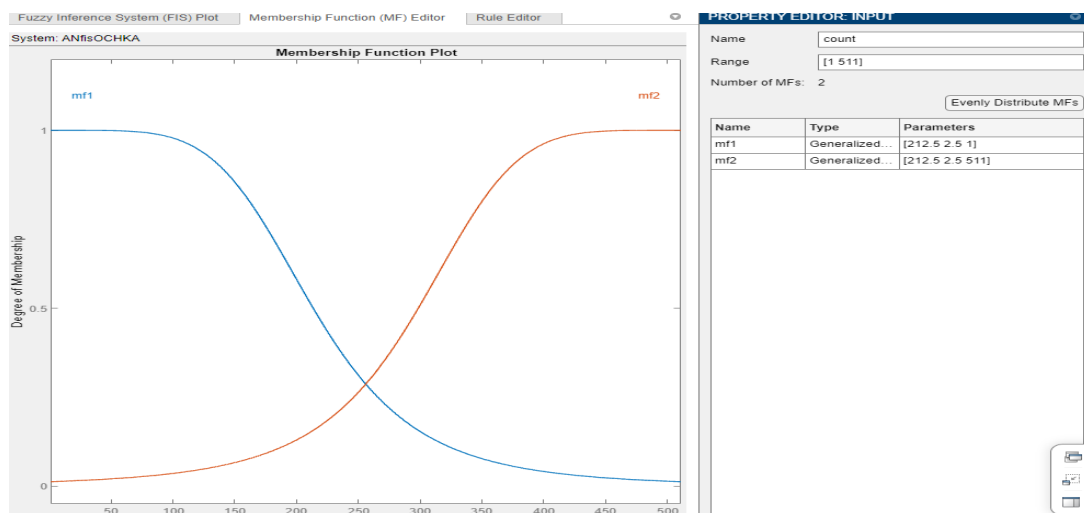 Fuzzy Inference System (FIS) Plot
Membership Function (MF) Editor
Rule Editor
System: ANfisOCHKA
Membership Function Plot
mf1
mf2
1
0.5
0
Degree of Membership
50 100 150 200 250 300 350 400 450 500
PROPERTY EDITOR: INPUT
Name count
Range [1 511]
Number of MFs: 2
Evenly Distribute MFs
Name Type Parameters
mf1 Generalized... [212.5 2.5 1]
mf2 Generalized... [212.5 2.5 511]